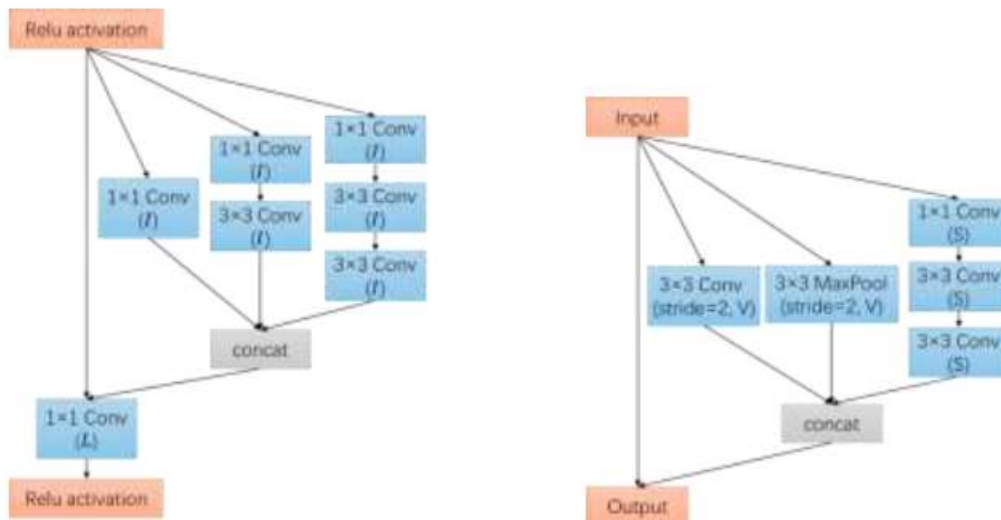 Relu activation
1×1 Conv
(I)
1×1 Conv
(I)
3×3 Conv
(I)
1×1 Conv
(I)
3×3 Conv
(I)
3×3 Conv
(I)
concat
1×1 Conv
(L)
Relu activation
Input
3×3 Conv
(stride=2, V)
3×3 MaxPool
(stride=2, V)
1×1 Conv
(S)
3×3 Conv
(S)
3×3 Conv
(S)
concat
Output